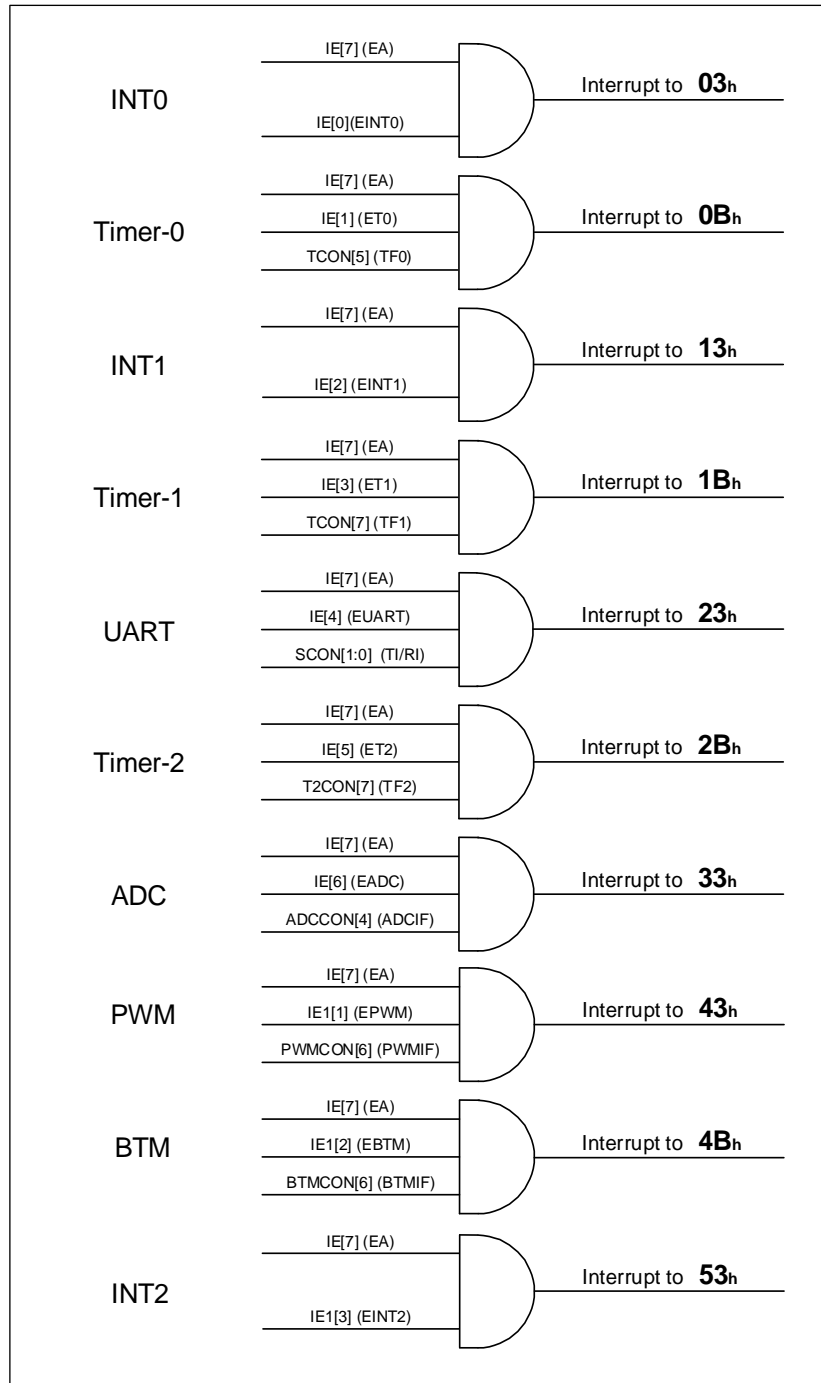 INT0
IE[7] (EA)
IE[0](EINT0)
Interrupt to 03h
Timer-0
IE[7] (EA)
IE[1] (ET0)
TCON[5] (TF0)
Interrupt to 0Bh
INT1
IE[7] (EA)
IE[2] (EINT1)
Interrupt to 13h
Timer-1
IE[7] (EA)
IE[3] (ET1)
TCON[7] (TF1)
Interrupt to 1Bh
UART
IE[7] (EA)
IE[4] (EUART)
SCON[1:0] (TI/RI)
Interrupt to 23h
Timer-2
IE[7] (EA)
IE[5] (ET2)
T2CON[7] (TF2)
Interrupt to 2Bh
ADC
IE[7] (EA)
IE[6] (EADC)
ADCCON[4] (ADCIF)
Interrupt to 33h
PWM
IE[7] (EA)
IE1[1] (EPWM)
PWMCON[6] (PWMIF)
Interrupt to 43h
BTM
IE[7] (EA)
IE1[2] (EBTM)
BTMCON[6] (BTMIF)
Interrupt to 4Bh
INT2
IE[7] (EA)
IE1[3] (EINT2)
Interrupt to 53h